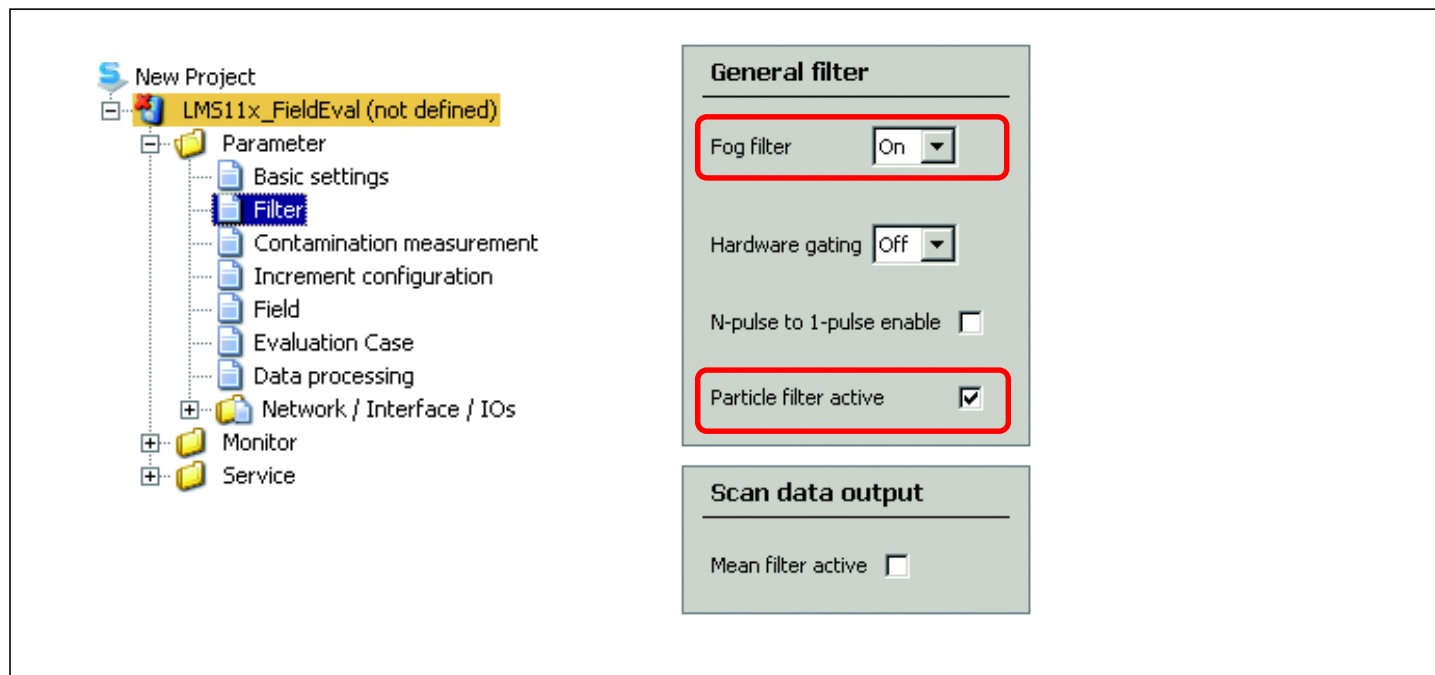 New Project
LMS11x_FieldEval (not defined)
Parameter
Basic settings
Filter
Contamination measurement
Increment configuration
Field
Evaluation Case
Data processing
Network / Interface / IOs
Monitor
Service
General filter
Fog filter On
Hardware gating Off
N-pulse to 1-pulse enable
Particle filter active
Scan data output
Mean filter active